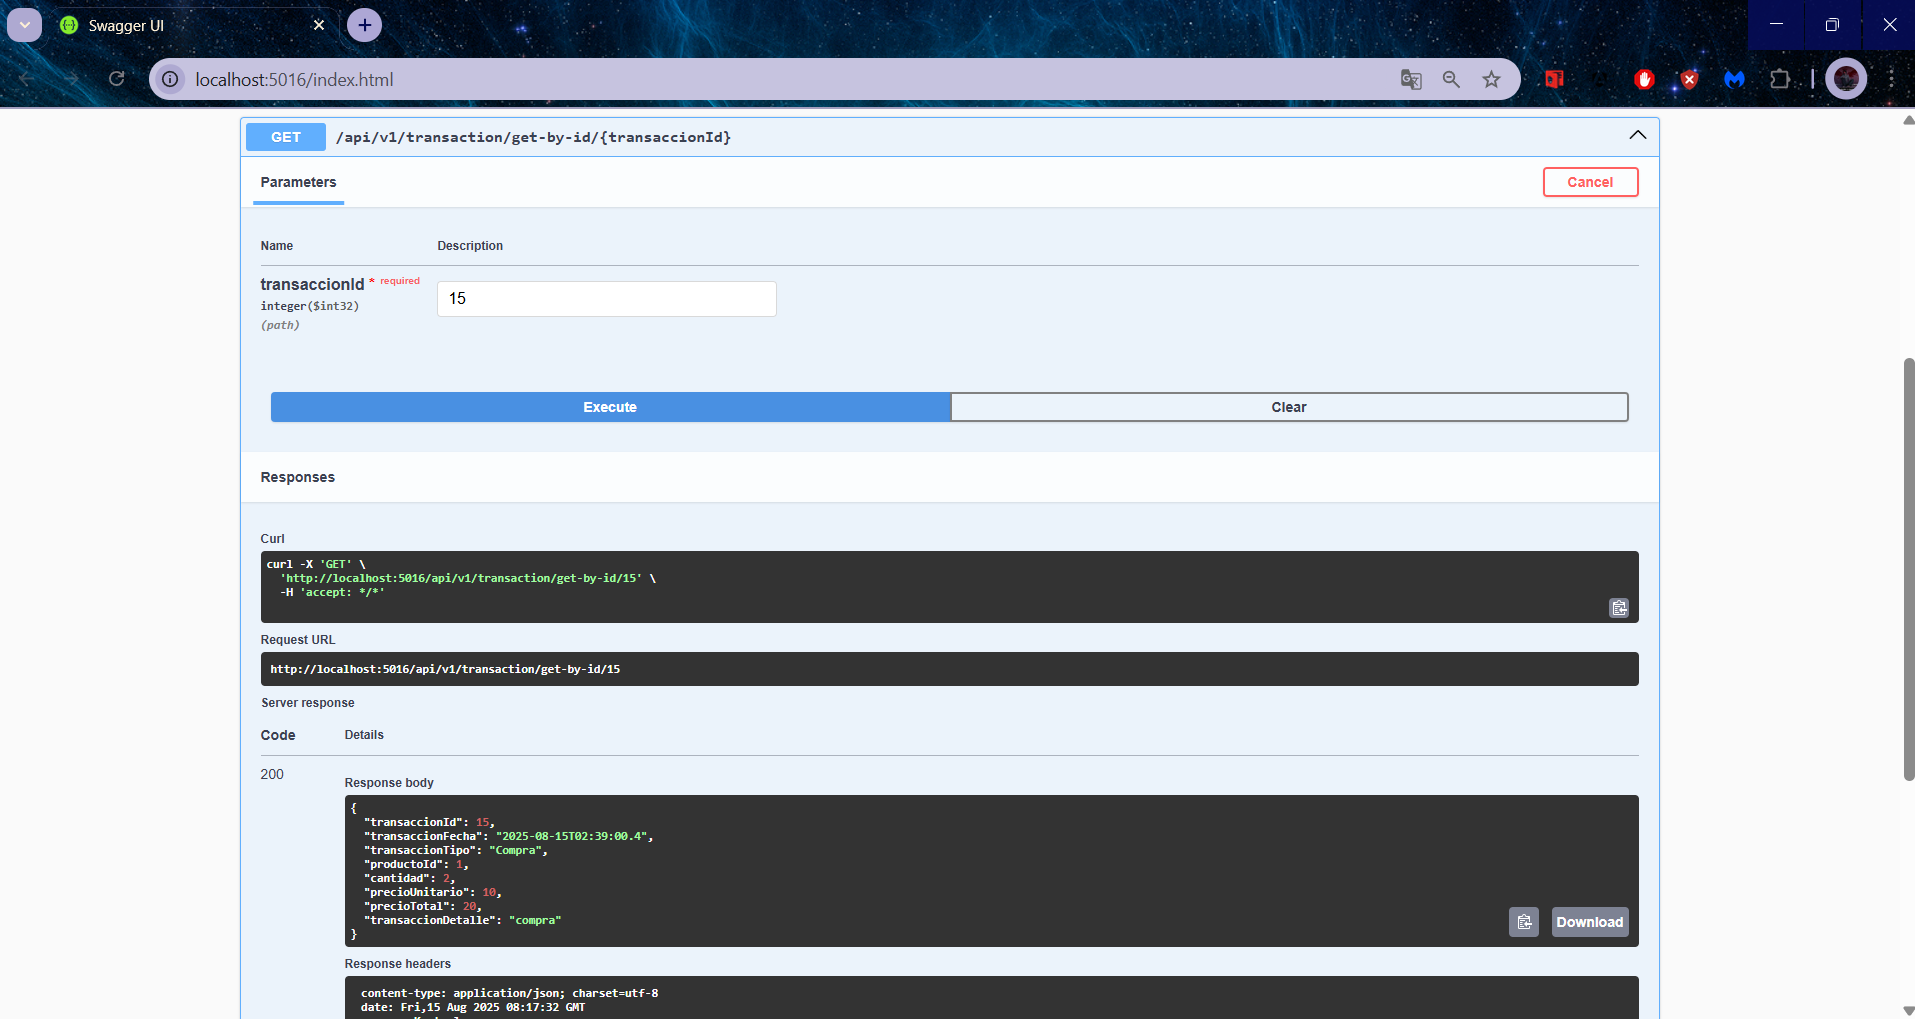 Swagger UI
localhost:5016/index.html
GET /api/v1/transaction/get-by-id/{transaccionId}
Parameters
Cancel
Name Description
transaccionId * required
integer($int32)
(path)
15
Execute Clear
Responses
Curl
curl -X 'GET' \
'http://localhost:5016/api/v1/transaction/get-by-id/15' \
-H 'accept: */*'
Request URL
http://localhost:5016/api/v1/transaction/get-by-id/15
Server response
Code Details
200
Response body
{
"transaccionId": 15,
"transaccionFecha": "2025-08-15T02:39:00.4",
"transaccionTipo": "Compra",
"productoId": 1,
"cantidad": 2,
"precioUnitario": 10,
"precioTotal": 20,
"transaccionDetalle": "compra"
}
Download
Response headers
content-type: application/json; charset=utf-8
date: Fri,15 Aug 2025 08:17:32 GMT